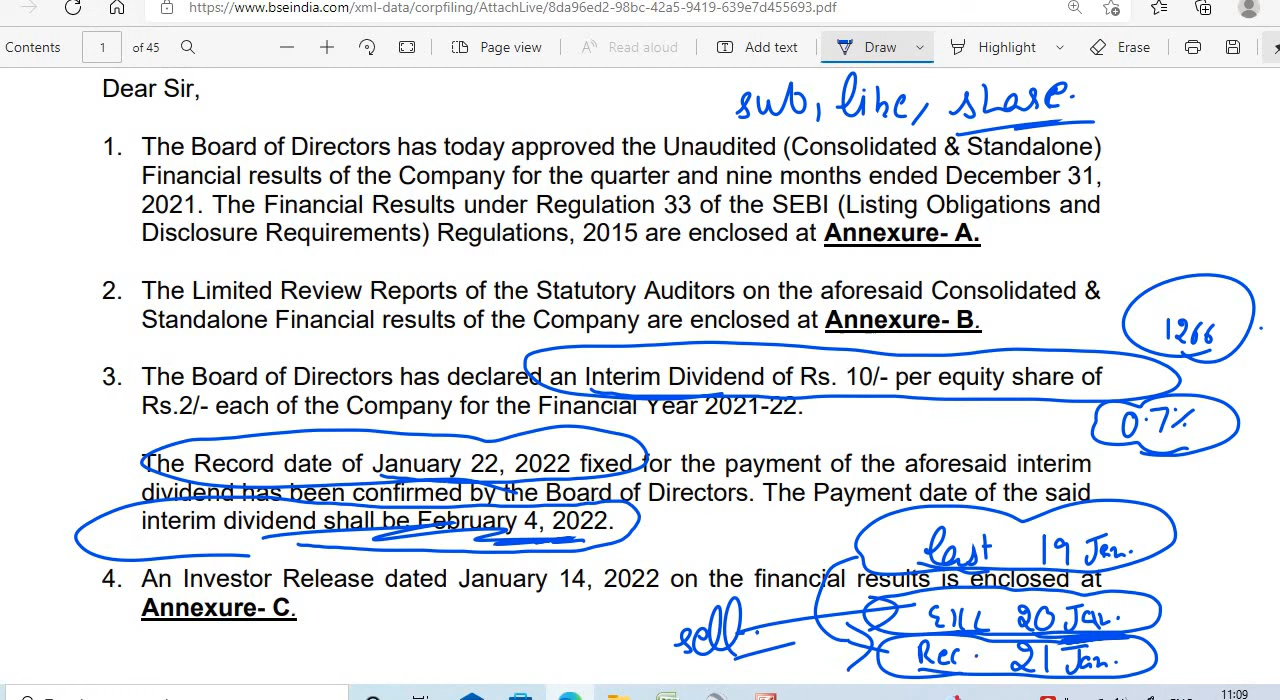 https://www.bseindia.com/xml-data/corpfiling/AttachLive/8da96ed2-98bc-42a5-9419-639e7d455693.pdf
Contents 1 of 45 Page view Read aloud Add text Draw Highlight Erase
Dear Sir,
sub, like, share.
1. The Board of Directors has today approved the Unaudited (Consolidated & Standalone)
Financial results of the Company for the quarter and nine months ended December 31,
2021. The Financial Results under Regulation 33 of the SEBI (Listing Obligations and
Disclosure Requirements) Regulations, 2015 are enclosed at Annexure- A.
2. The Limited Review Reports of the Statutory Auditors on the aforesaid Consolidated &
Standalone Financial results of the Company are enclosed at Annexure- B.
1266
3. The Board of Directors has declared an Interim Dividend of Rs. 10/- per equity share of
Rs.2/- each of the Company for the Financial Year 2021-22.
0.7%
The Record date of January 22, 2022 fixed for the payment of the aforesaid interim
dividend has been confirmed by the Board of Directors. The Payment date of the said
interim dividend shall be February 4, 2022.
last 19 Jan.
4. An Investor Release dated January 14, 2022 on the financial results is enclosed at
Annexure- C.
20 Jan.
sell.
Rec. 21 Jan.
11:09